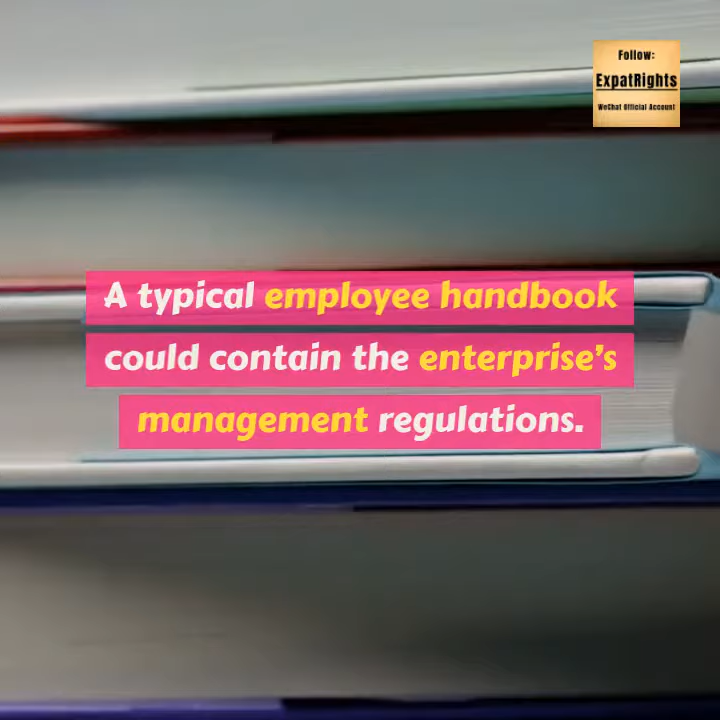 Follow:
ExpatRights
WeChat Official Account
A typical employee handbook
could contain the enterprise's
management regulations.